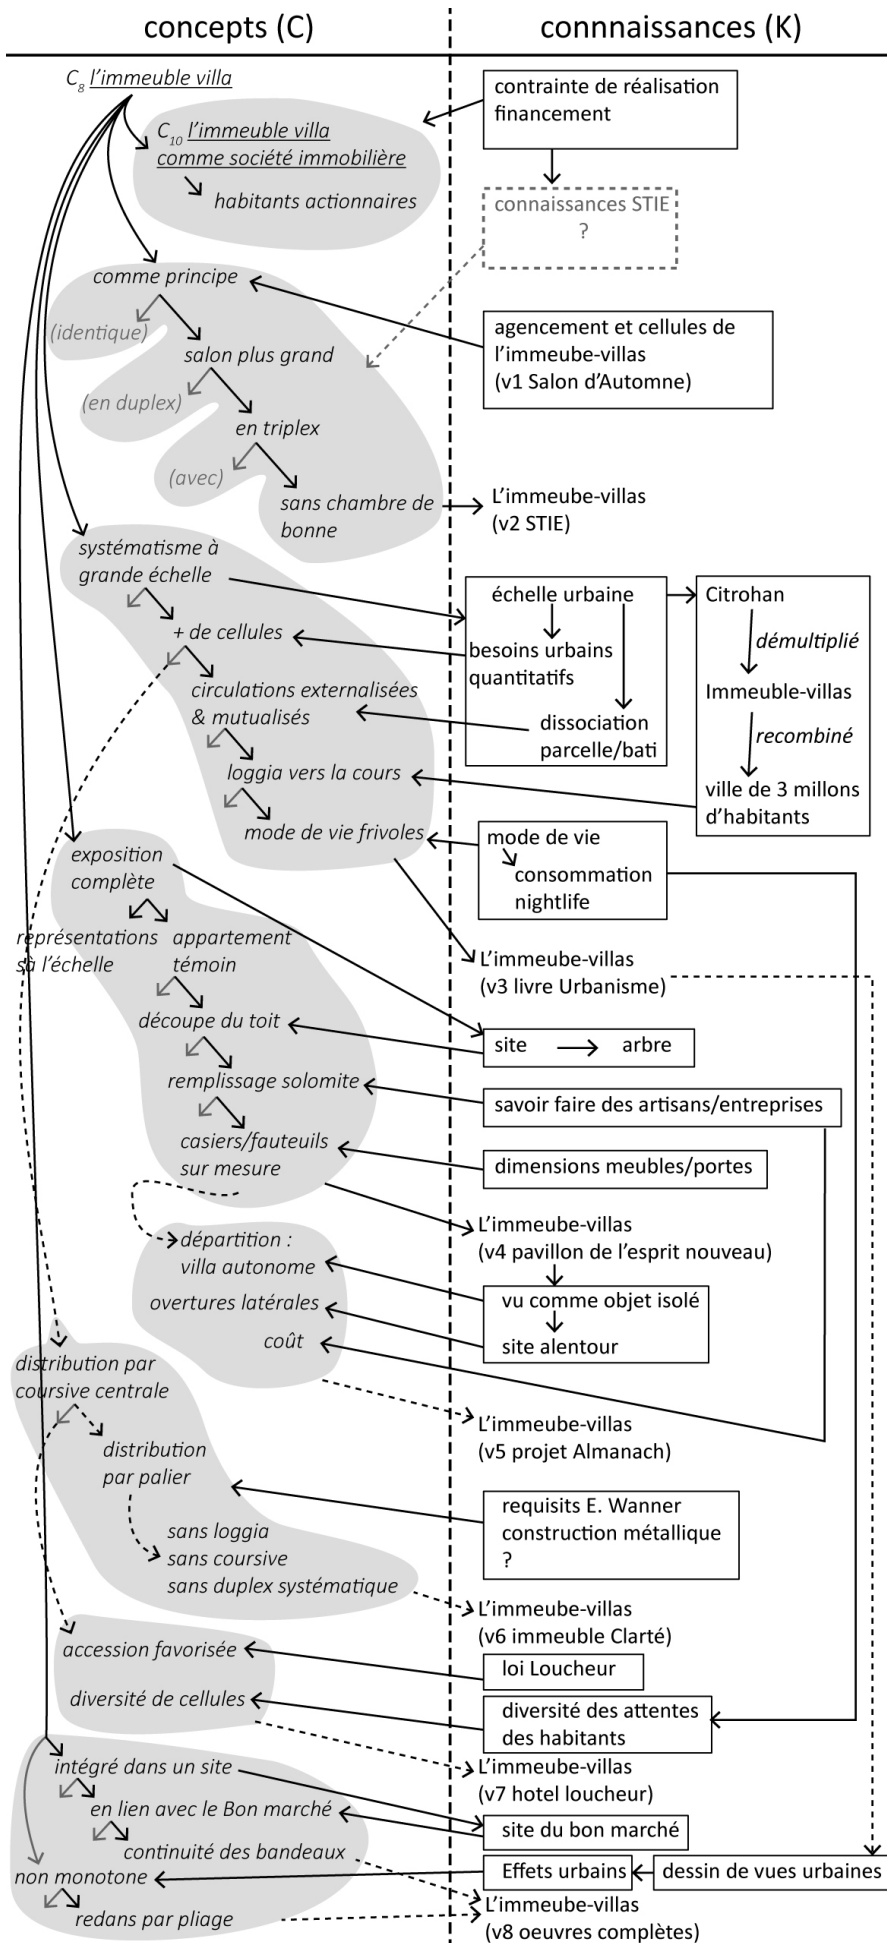 concepts (C)
connnaissances (K)
C8 l'immeuble villa
C10 l'immeuble villa
comme société immobilière
habitants actionnaires
contrainte de réalisation
financement
connaissances STIE
?
comme principe
(identique)
salon plus grand
(en duplex)
en triplex
(avec)
sans chambre de
bonne
agencement et cellules de
l'immeube-villas
(v1 Salon d'Automne)
L'immeube-villas
(v2 STIE)
systématisme à
grande échelle
+ de cellules
circulations externalisées
& mutualisés
loggia vers la cours
mode de vie frivoles
échelle urbaine
besoins urbains
quantitatifs
dissociation
parcelle/bati
Citrohan
démultiplié
Immeuble-villas
recombiné
ville de 3 millons
d'habitants
mode de vie
consommation
nightlife
exposition
complète
représentations
sà l'échelle
appartement
témoin
découpe du toit
remplissage solomite
casiers/fauteuils
sur mesure
L'immeube-villas
(v3 livre Urbanisme)
site
arbre
savoir faire des artisans/entreprises
dimensions meubles/portes
L'immeube-villas
(v4 pavillon de l'esprit nouveau)
départition :
villa autonome
overtures latérales
coût
vu comme objet isolé
site alentour
L'immeube-villas
(v5 projet Almanach)
distribution par
coursive centrale
distribution
par palier
sans loggia
sans coursive
sans duplex systématique
requisits E. Wanner
construction métallique
?
L'immeube-villas
(v6 immeuble Clarté)
accession favorisée
diversité de cellules
loi Loucheur
diversité des attentes
des habitants
L'immeube-villas
(v7 hotel loucheur)
intégré dans un site
en lien avec le Bon marché
continuité des bandeaux
non monotone
redans par pliage
site du bon marché
Effets urbains
dessin de vues urbaines
L'immeube-villas
(v8 oeuvres complètes)